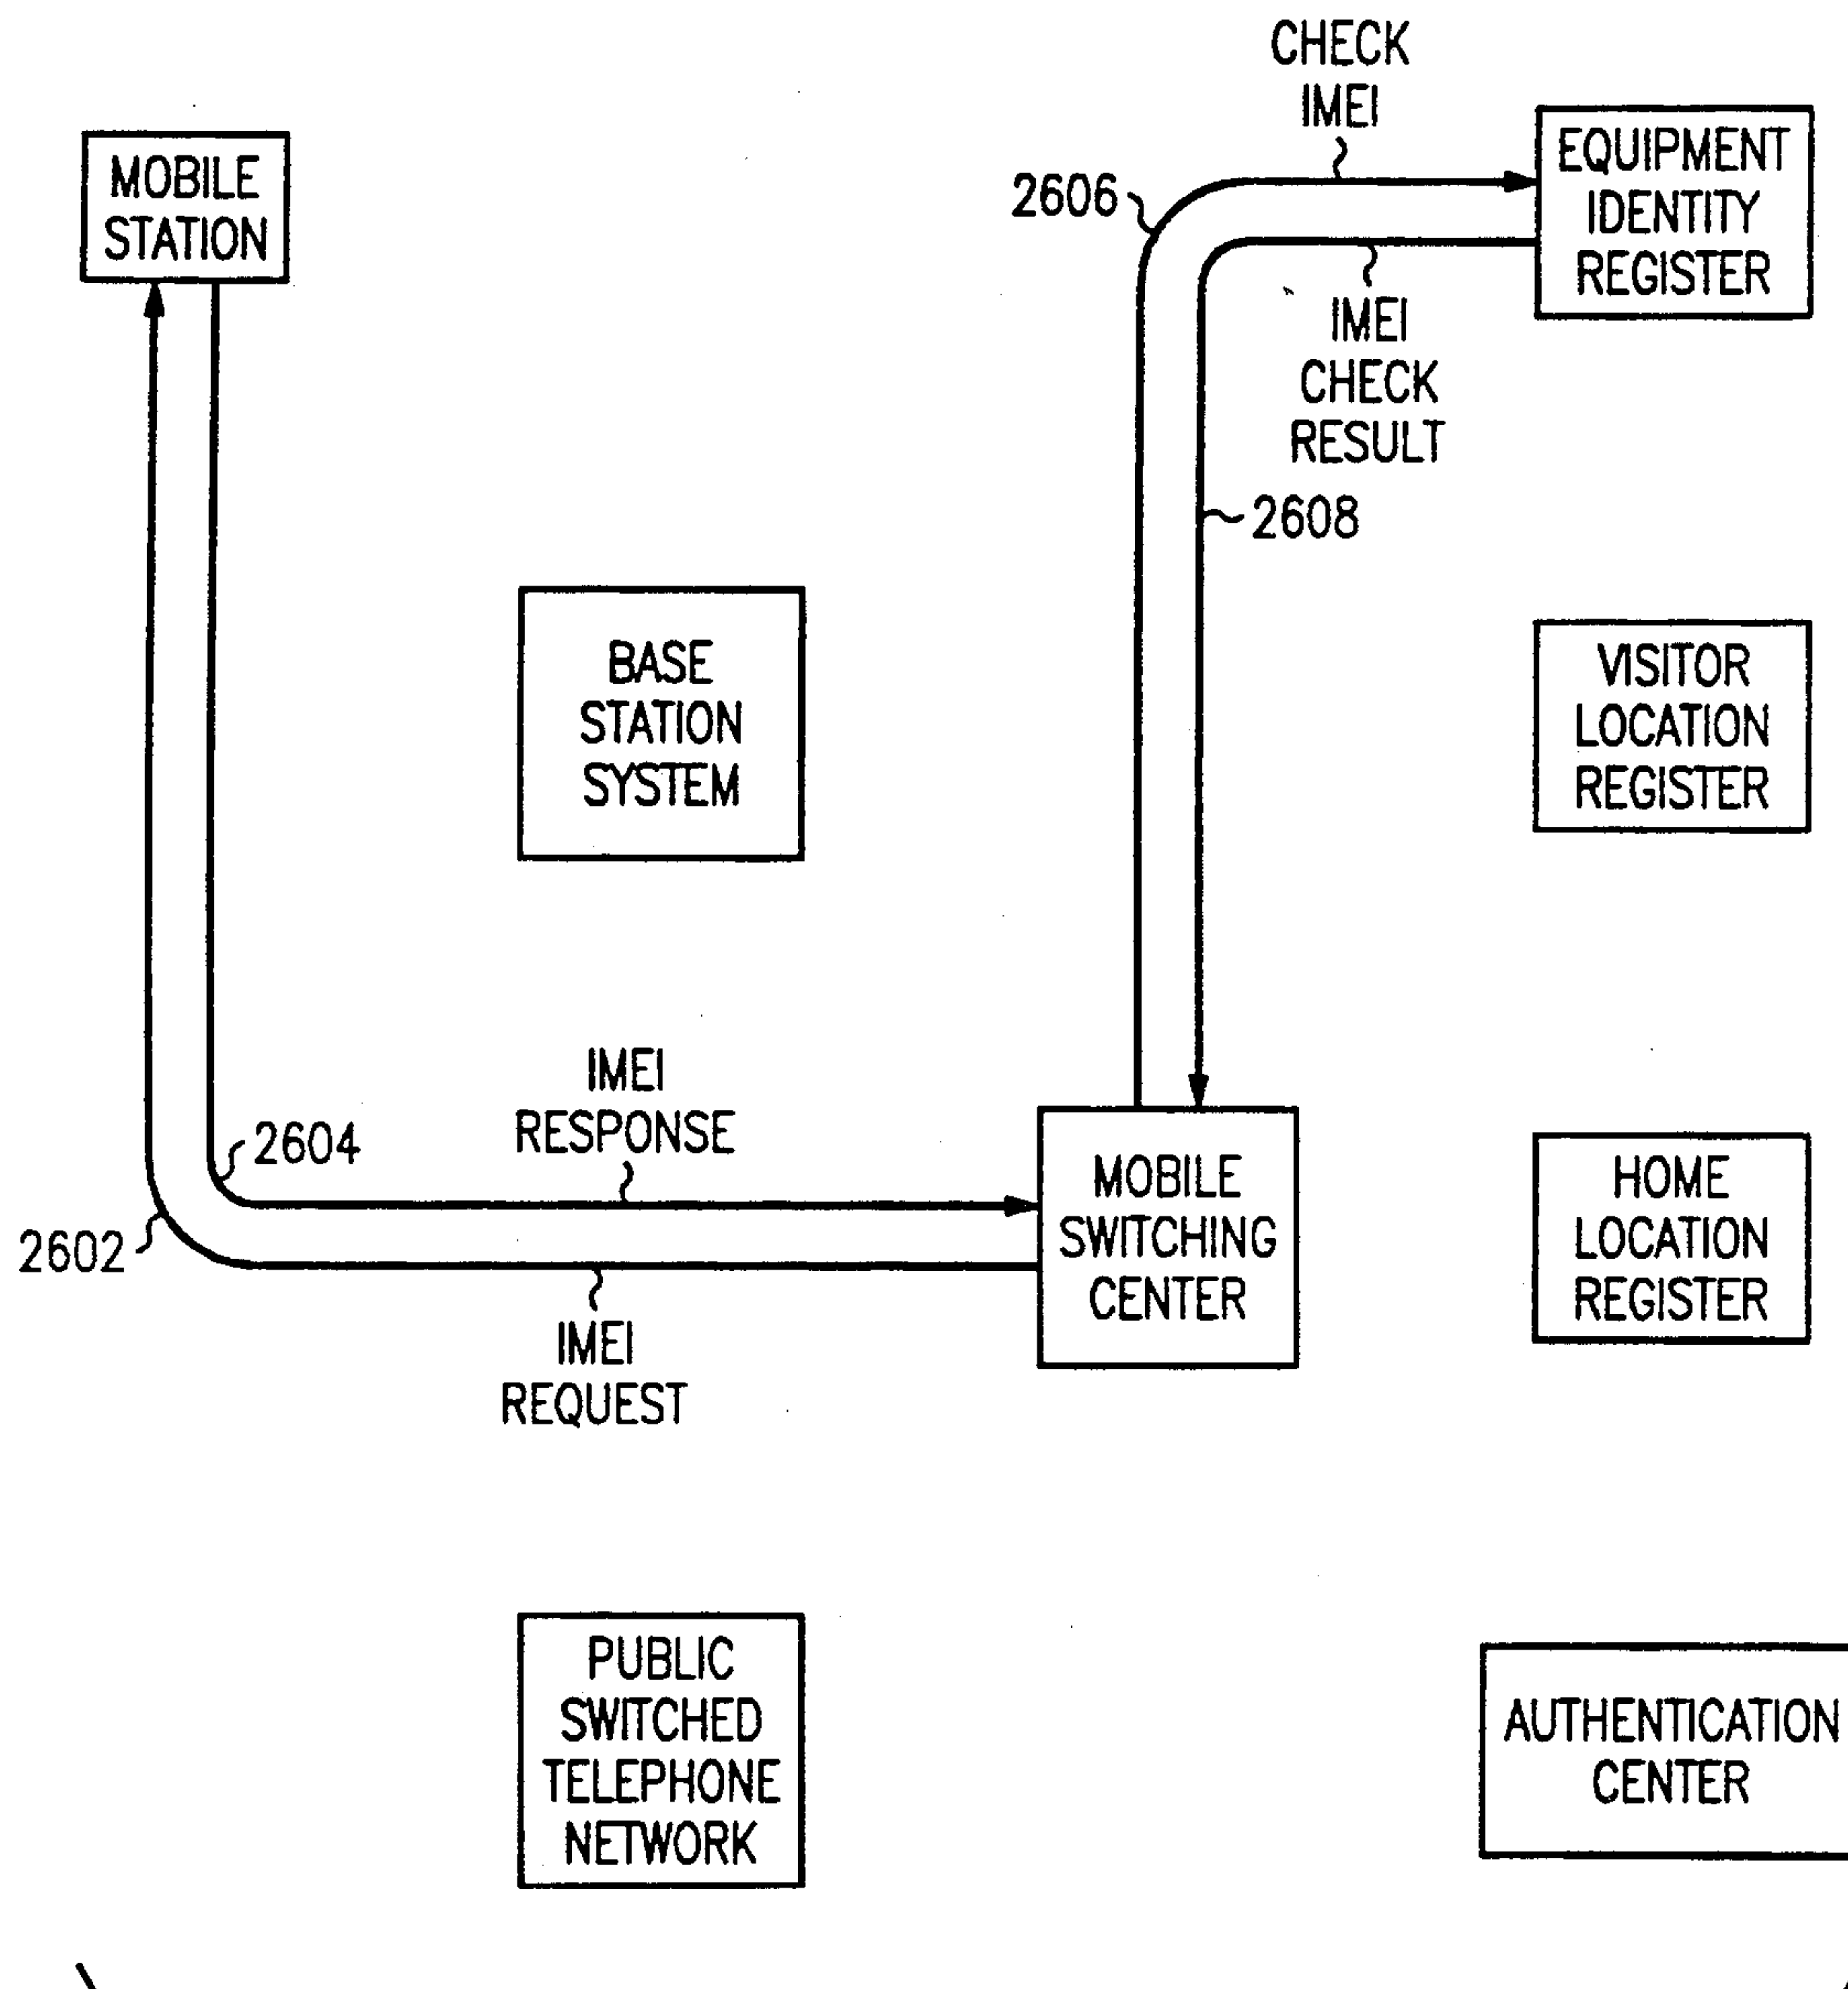 CHECK
IMEI
EQUIPMENT
IDENTITY
REGISTER
MOBILE
STATION
2606
IMEI
CHECK
RESULT
2608
BASE
STATION
SYSTEM
VISITOR
LOCATION
REGISTER
IMEI
RESPONSE
2604
2602
MOBILE
SWITCHING
CENTER
HOME
LOCATION
REGISTER
IMEI
REQUEST
PUBLIC
SWITCHED
TELEPHONE
NETWORK
AUTHENTICATION
CENTER